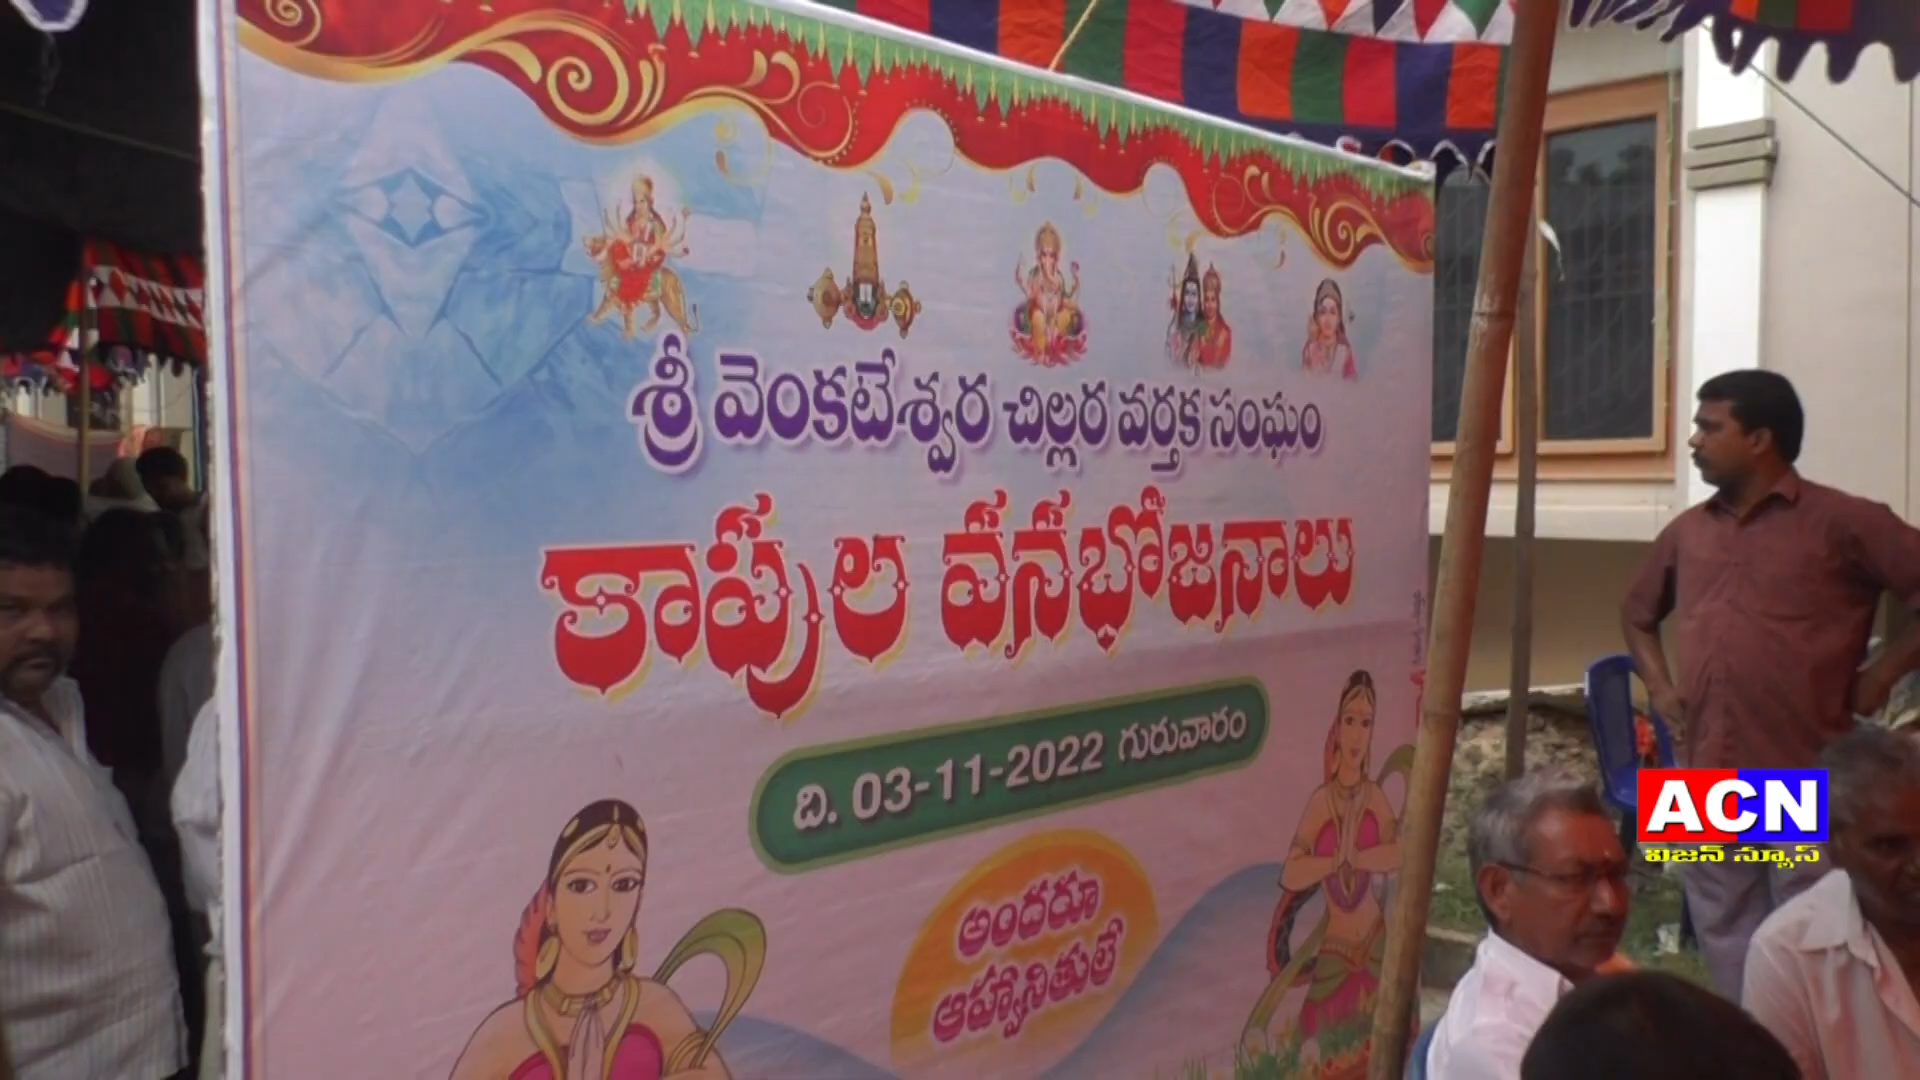 శ్రీ వెంకటేశ్వర చిల్లర వర్తక సంఘం
కాపుల వనభోజనాలు
ది. 03-11-2022 గురువారం
అందరూ
ఆహ్వానితులే
ACN
విజన్ న్యూస్